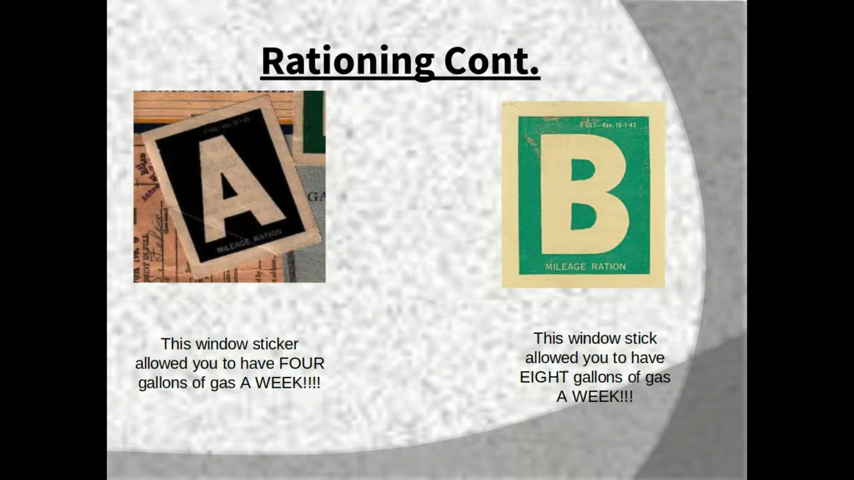 Rationing Cont.
A
MILEAGE RATION
This window sticker
allowed you to have FOUR
gallons of gas A WEEK!!!!
B
MILEAGE RATION
This window stick
allowed you to have
EIGHT gallons of gas
A WEEK!!!